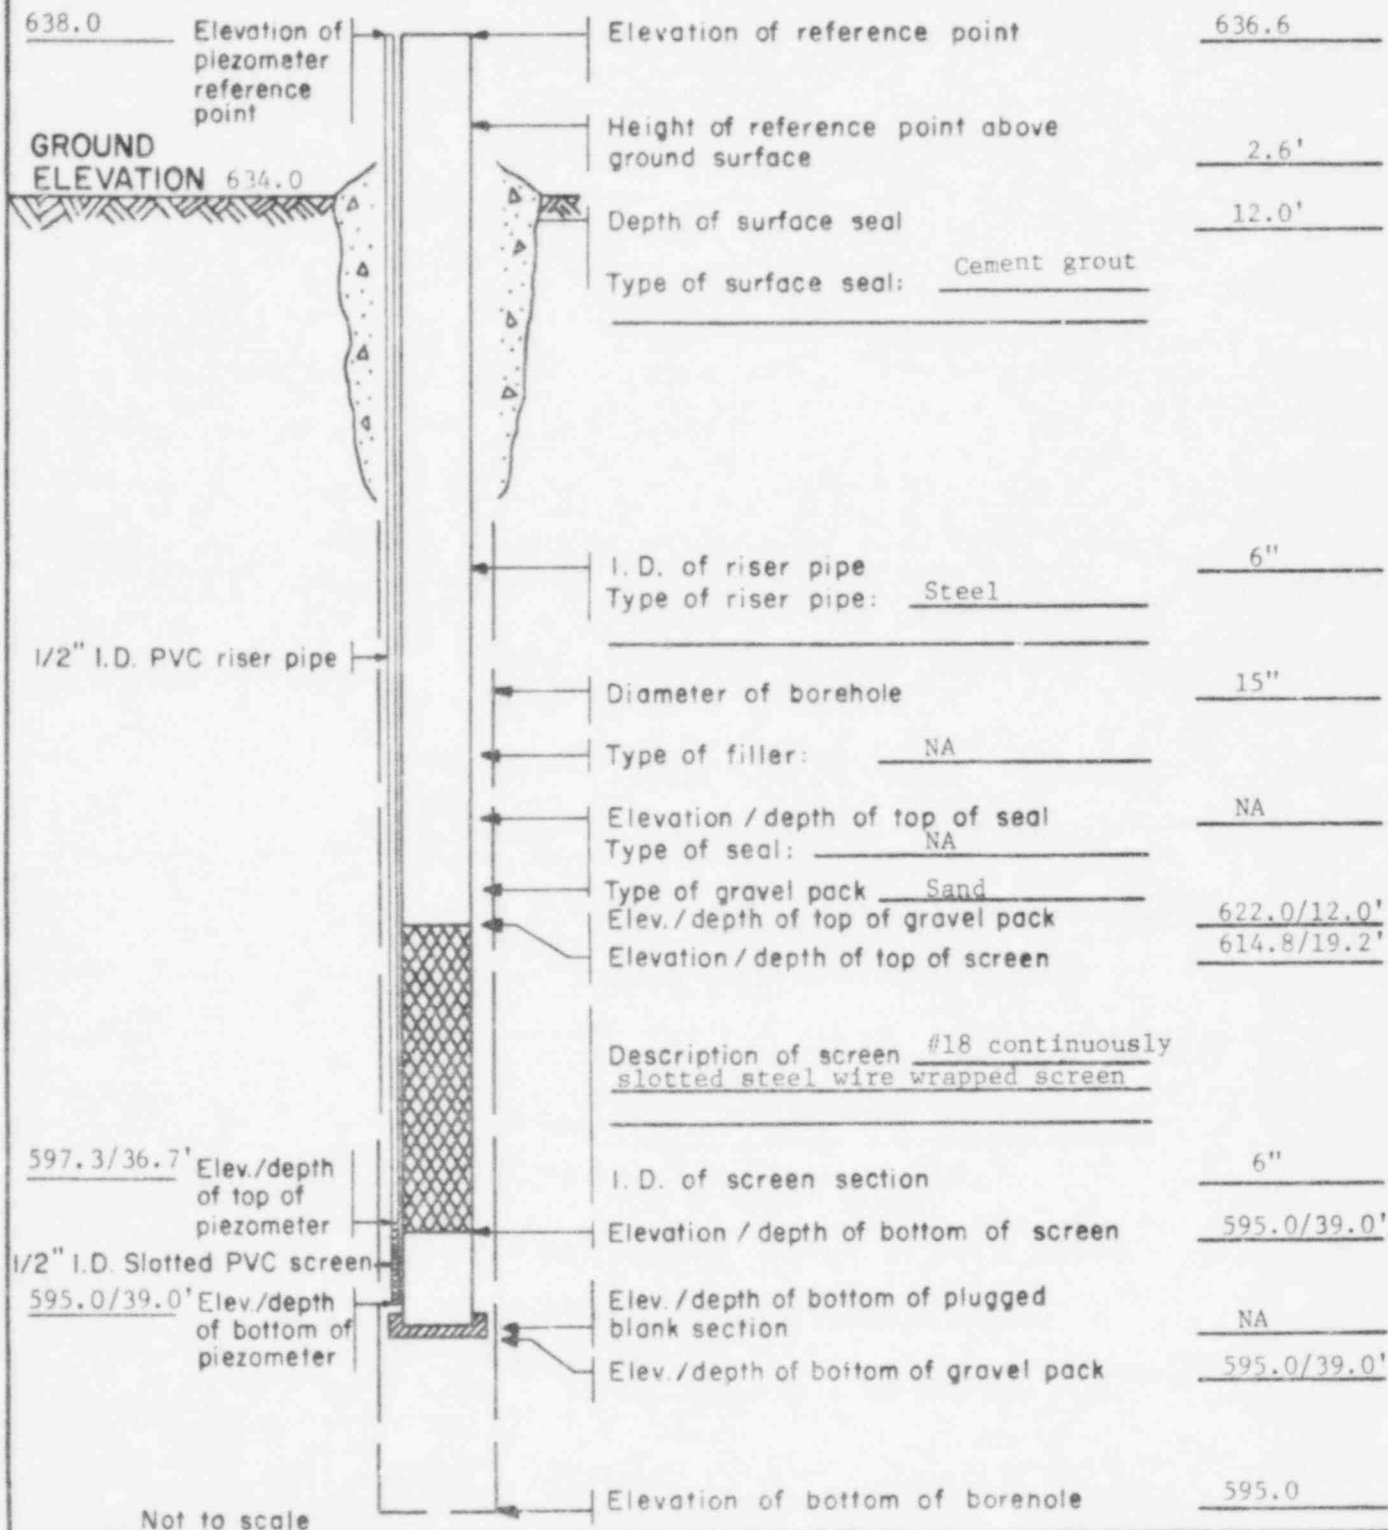 638.0 Elevation of
piezometer
reference
point
GROUND
ELEVATION 634.0
Elevation of reference point 636.6
Height of reference point above
ground surface 2.6'
Depth of surface seal 12.0'
Type of surface seal: Cement grout
I.D. of riser pipe 6"
Type of riser pipe: Steel
1/2" I.D. PVC riser pipe
Diameter of borehole 15"
Type of filler: NA
Elevation / depth of top of seal NA
Type of seal: NA
Type of gravel pack Sand
Elev./depth of top of gravel pack 622.0/12.0'
Elevation / depth of top of screen 614.8/19.2'
Description of screen #18 continuously
slotted steel wire wrapped screen
597.3/36.7' Elev./depth
of top of
piezometer
I.D. of screen section 6"
Elevation / depth of bottom of screen 595.0/39.0'
1/2" I.D. Slotted PVC screen
595.0/39.0' Elev./depth
of bottom of
piezometer
Elev./depth of bottom of plugged
blank section NA
Elev./depth of bottom of gravel pack 595.0/39.0'
Elevation of bottom of borehole 595.0
Not to scale